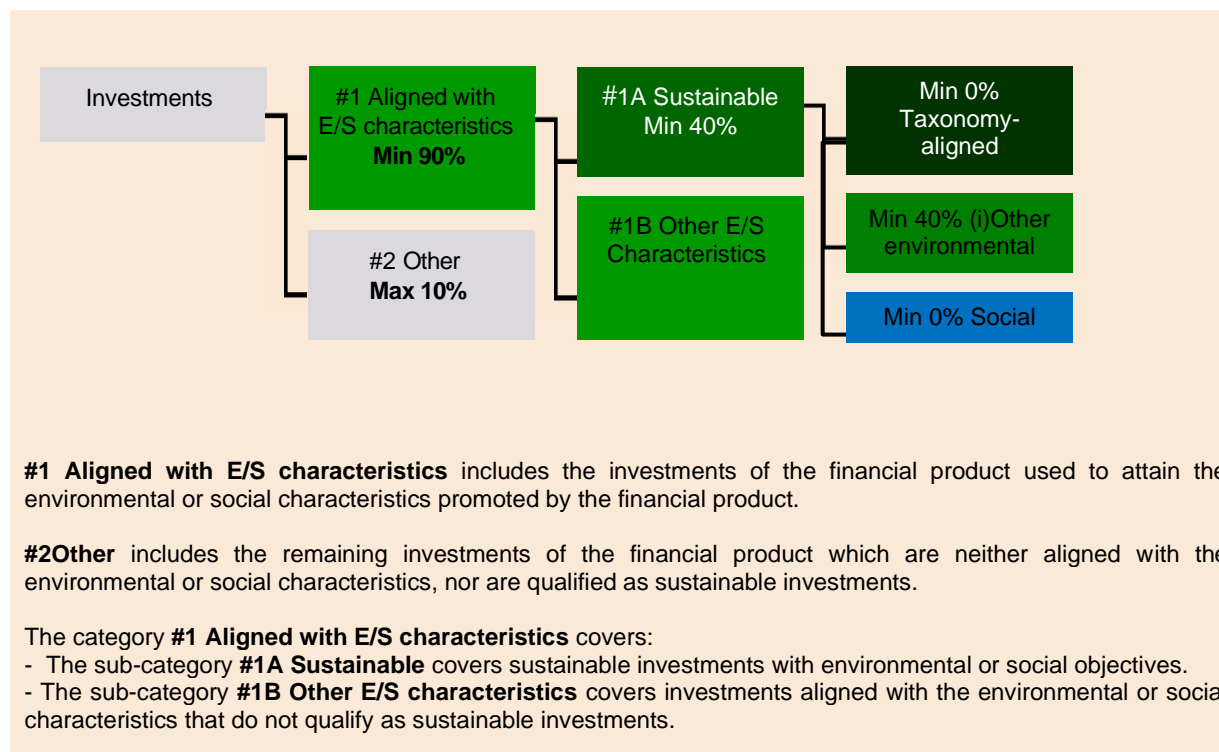 Investments
#1 Aligned with
E/S characteristics
Min 90%
#2 Other
Max 10%
#1A Sustainable
Min 40%
#1B Other E/S
Characteristics
Min 0%
Taxonomy-
aligned
Min 40% (i)Other
environmental
Min 0% Social
#1 Aligned with E/S characteristics includes the investments of the financial product used to attain the
environmental or social characteristics promoted by the financial product.
#2Other includes the remaining investments of the financial product which are neither aligned with the
environmental or social characteristics, nor are qualified as sustainable investments.
The category #1 Aligned with E/S characteristics covers:
- The sub-category #1A Sustainable covers sustainable investments with environmental or social objectives.
- The sub-category #1B Other E/S characteristics covers investments aligned with the environmental or social
characteristics that do not qualify as sustainable investments.